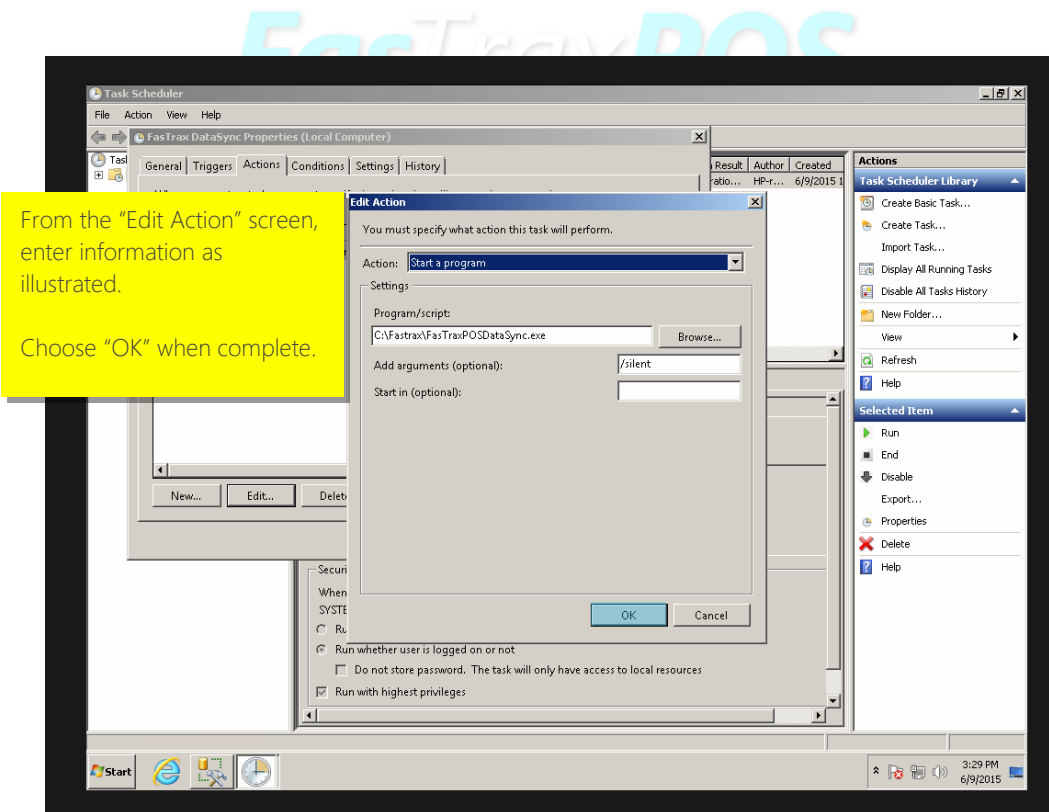 FasTraxPOS
Task Scheduler
File Action View Help
FasTrax DataSync Properties (Local Computer)
General Triggers Actions Conditions Settings History
Result Author Created
HP-r... 6/9/2015 1
Actions
Task Scheduler Library
Create Basic Task...
Create Task...
Import Task...
Display All Running Tasks
Disable All Tasks History
New Folder...
View
Refresh
Help
Selected Item
Run
End
Disable
Export...
Properties
Delete
Help
From the “Edit Action” screen,
enter information as
illustrated.
Choose “OK” when complete.
Edit Action
You must specify what action this task will perform.
Action: Start a program
Settings
Program/script:
C:\Fastrax\FasTraxPOSDataSync.exe Browse...
Add arguments (optional): /silent
Start in (optional):
OK Cancel
New... Edit... Delet
Securi
When
SYSTE
Ru
Run whether user is logged on or not
Do not store password. The task will only have access to local resources
Run with highest privileges
Start
3:29 PM
6/9/2015